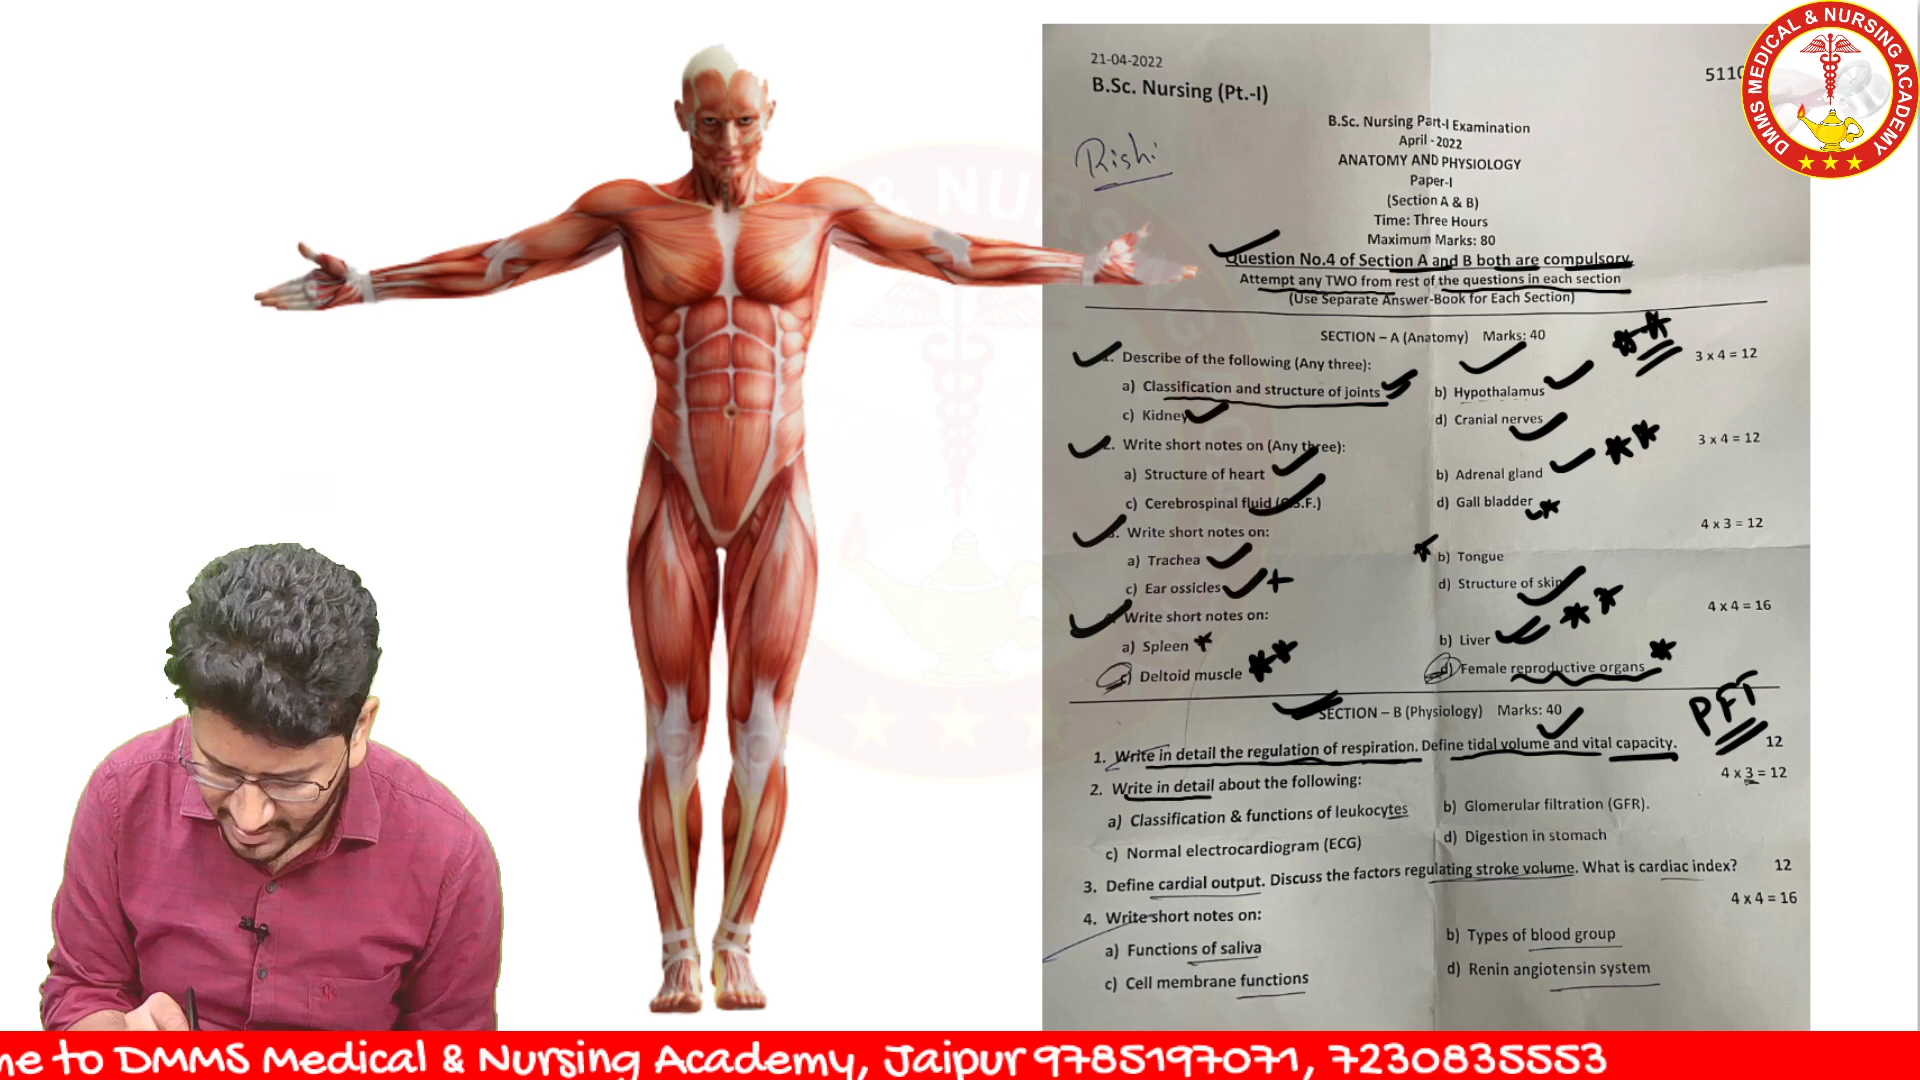 21-04-2022
B.Sc. Nursing (Pt.-I)
5110
Rishi
B.Sc. Nursing Part-I Examination
April - 2022
ANATOMY AND PHYSIOLOGY
Paper-I
(Section A & B)
Time: Three Hours
Maximum Marks: 80
Question No.4 of Section A and B both are compulsory
Attempt any TWO from rest of the questions in each section
(Use Separate Answer-Book for Each Section)
SECTION – A (Anatomy) Marks: 40
1. Describe of the following (Any three): 3 x 4 = 12
a) Classification and structure of joints b) Hypothalamus
c) Kidney d) Cranial nerves
2. Write short notes on (Any three): 3 x 4 = 12
a) Structure of heart b) Adrenal gland
c) Cerebrospinal fluid (C.S.F.) d) Gall bladder
3. Write short notes on: 4 x 3 = 12
a) Trachea b) Tongue
c) Ear ossicles d) Structure of skin
Write short notes on: 4 x 4 = 16
a) Spleen b) Liver
Deltoid muscle d) Female reproductive organs
SECTION – B (Physiology) Marks: 40
PFT
1. Write in detail the regulation of respiration. Define tidal volume and vital capacity. 12
2. Write in detail about the following: 4 x 3 = 12
a) Classification & functions of leukocytes b) Glomerular filtration (GFR).
c) Normal electrocardiogram (ECG) d) Digestion in stomach
3. Define cardial output. Discuss the factors regulating stroke volume. What is cardiac index? 12
4. Write short notes on: 4 x 4 = 16
a) Functions of saliva b) Types of blood group
c) Cell membrane functions d) Renin angiotensin system
DMMS MEDICAL & NURSING ACADEMY
& NURSING
me to DMMS Medical & Nursing Academy, Jaipur 9785197071, 7230835553